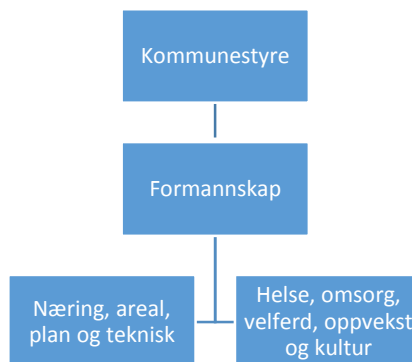 Kommunestyre
Formannskap
Næring, areal,
plan og teknisk
Helse, omsorg,
velferd, oppvekst
og kultur